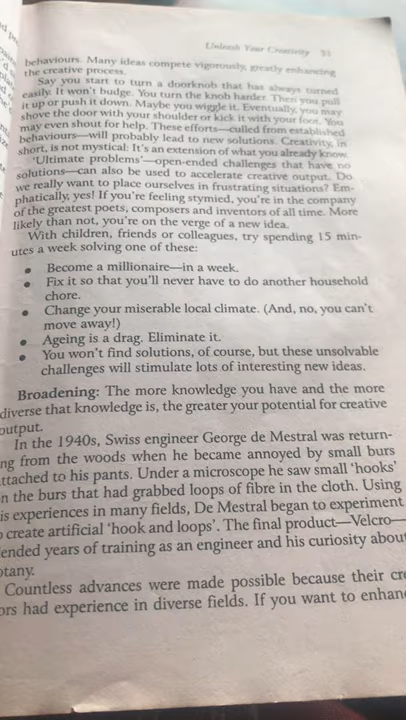 Unleash Your Creativity 51
behaviours. Many ideas compete vigorously, greatly enhancing
the creative process.
Say you start to turn a doorknob that has always turned
easily. It won't budge. You turn the knob harder. Then you pull
it up or push it down. Maybe you wiggle it. Eventually, you may
shove the door with your shoulder or kick it with your foot. You
may even shout for help. These efforts—culled from established
behaviours—will probably lead to new solutions. Creativity, in
short, is not mystical: It's an extension of what you already know.
'Ultimate problems'—open-ended challenges that have no
solutions—can also be used to accelerate creative output. Do
we really want to place ourselves in frustrating situations? Em-
phatically, yes! If you're feeling stymied, you're in the company
of the greatest poets, composers and inventors of all time. More
likely than not, you're on the verge of a new idea.
With children, friends or colleagues, try spending 15 min-
utes a week solving one of these:
• Become a millionaire—in a week.
• Fix it so that you'll never have to do another household
chore.
• Change your miserable local climate. (And, no, you can't
move away!)
• Ageing is a drag. Eliminate it.
• You won't find solutions, of course, but these unsolvable
challenges will stimulate lots of interesting new ideas.
Broadening: The more knowledge you have and the more
diverse that knowledge is, the greater your potential for creative
output.
In the 1940s, Swiss engineer George de Mestral was return-
ng from the woods when he became annoyed by small burs
ttached to his pants. Under a microscope he saw small 'hooks'
n the burs that had grabbed loops of fibre in the cloth. Using
is experiences in many fields, De Mestral began to experiment
o create artificial 'hook and loops'. The final product—Velcro—
ended years of training as an engineer and his curiosity about
otany.
Countless advances were made possible because their cre
ors had experience in diverse fields. If you want to enhan